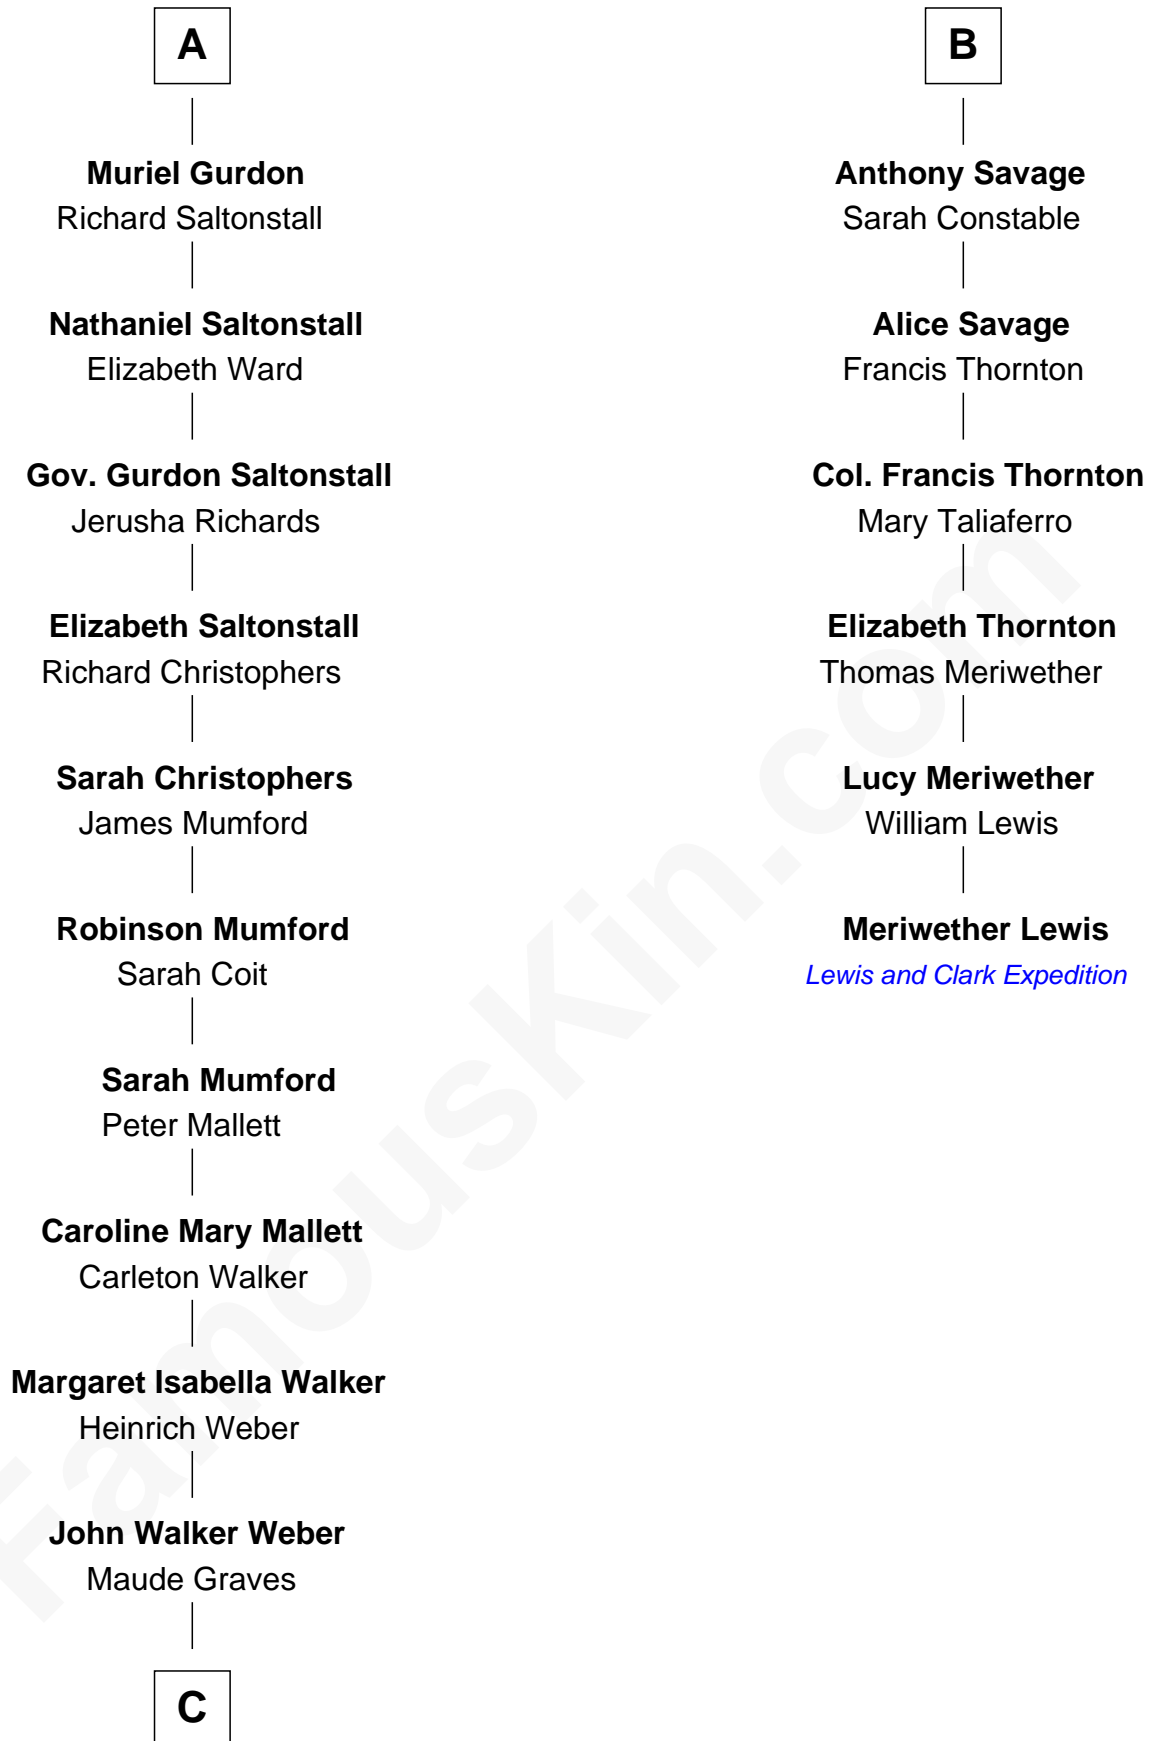 A
Muriel Gurdon
Richard Saltonstall
Nathaniel Saltonstall
Elizabeth Ward
Gov. Gurdon Saltonstall
Jerusha Richards
Elizabeth Saltonstall
Richard Christophers
Sarah Christophers
James Mumford
Robinson Mumford
Sarah Coit
Sarah Mumford
Peter Mallett
Caroline Mary Mallett
Carleton Walker
Margaret Isabella Walker
Heinrich Weber
John Walker Weber
Maude Graves
C
B
Anthony Savage
Sarah Constable
Alice Savage
Francis Thornton
Col. Francis Thornton
Mary Taliaferro
Elizabeth Thornton
Thomas Meriwether
Lucy Meriwether
William Lewis
Meriwether Lewis
Lewis and Clark Expedition
FamousKin.com